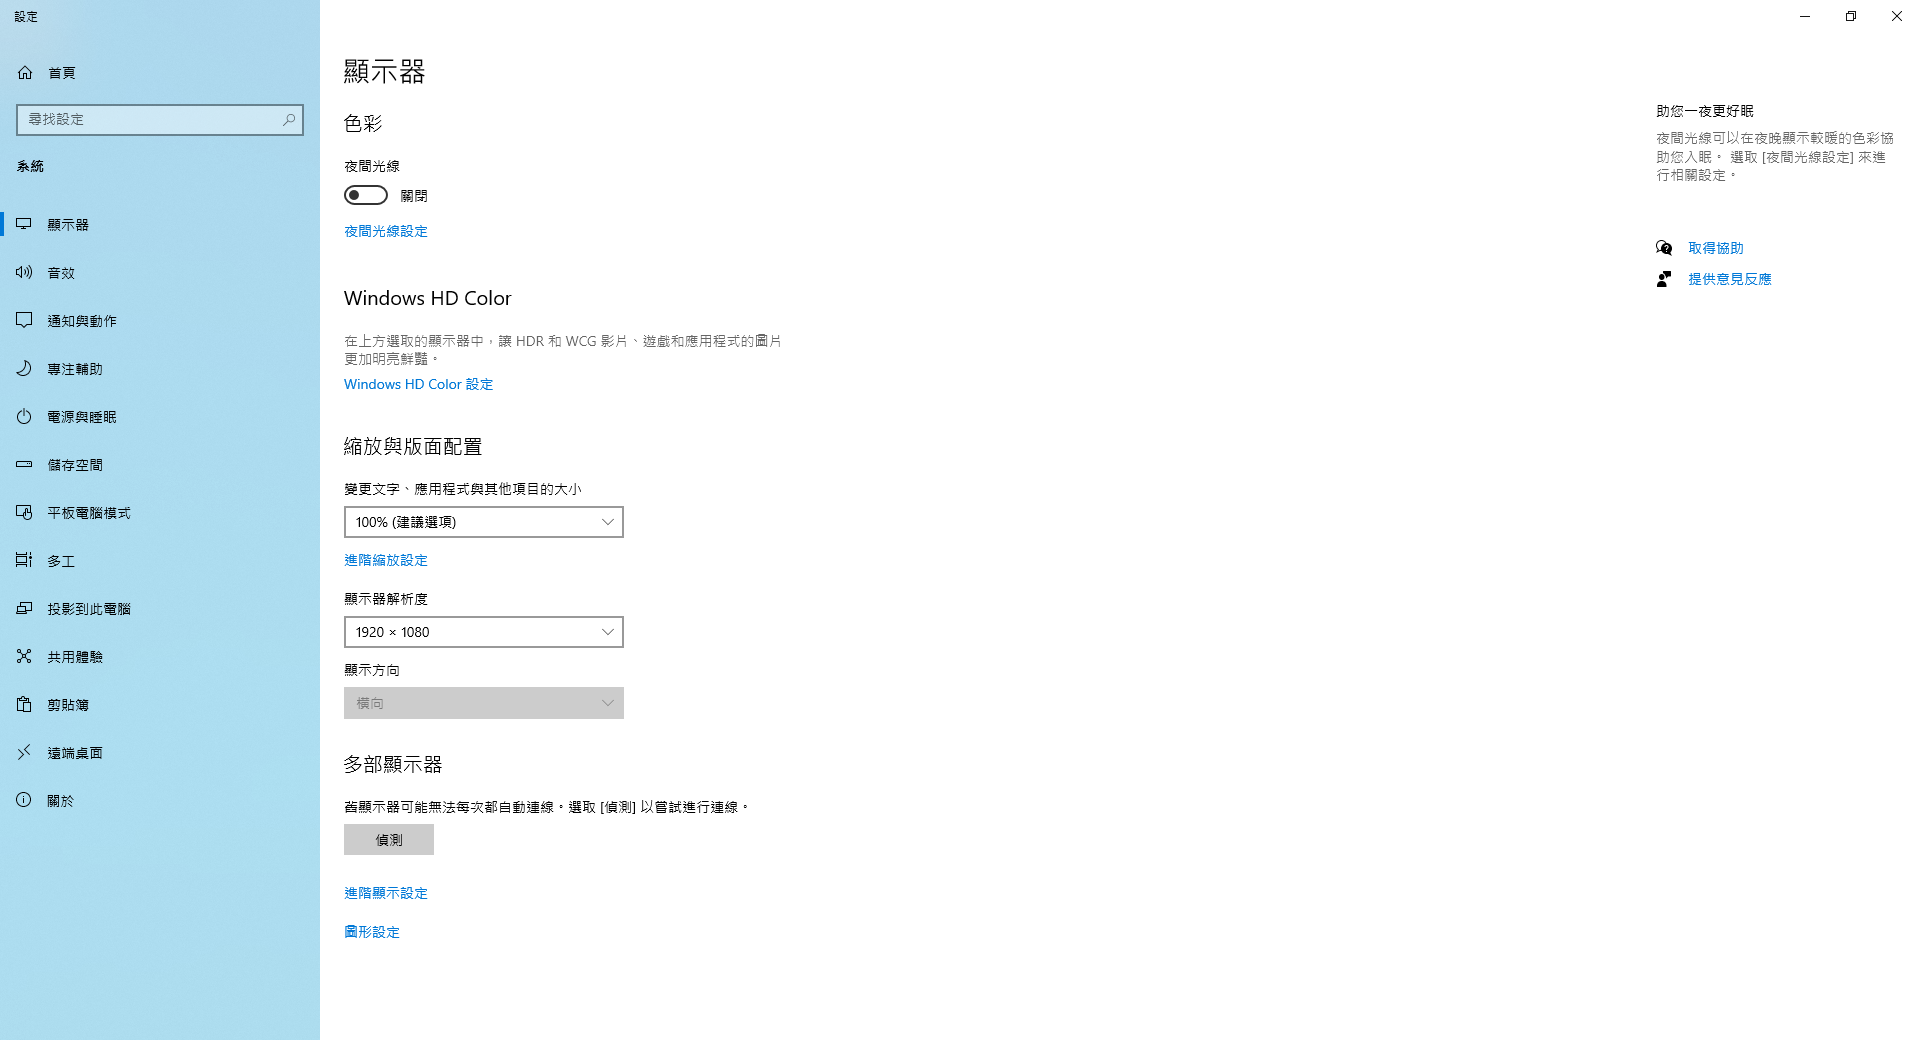 設定
首頁
尋找設定
系統
顯示器
音效
通知與動作
專注輔助
電源與睡眠
儲存空間
平板電腦模式
多工
投影到此電腦
共用體驗
剪貼簿
遠端桌面
關於
顯示器
色彩
夜間光線
關閉
夜間光線設定
Windows HD Color
在上方選取的顯示器中，讓 HDR 和 WCG 影片、遊戲和應用程式的圖片
更加明亮鮮豔。
Windows HD Color 設定
縮放與版面配置
變更文字、應用程式與其他項目的大小
100% (建議選項)
進階縮放設定
顯示器解析度
1920 × 1080
顯示方向
橫向
多部顯示器
舊顯示器可能無法每次都自動連線。選取 [偵測] 以嘗試進行連線。
偵測
進階顯示設定
圖形設定
助您一夜更好眠
夜間光線可以在夜晚顯示較暖的色彩協
助您入眠。 選取 [夜間光線設定] 來進
行相關設定。
取得協助
提供意見反應